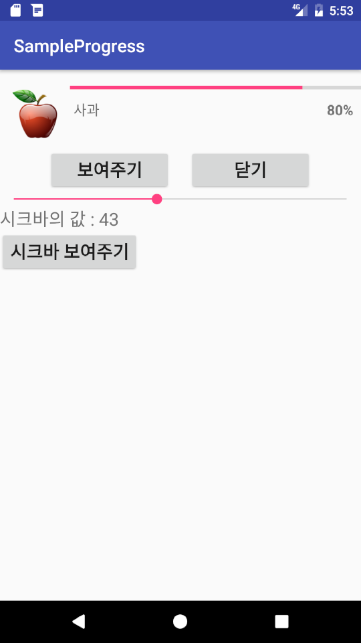 4G 5:53
SampleProgress
사과 80%
보여주기 닫기
시크바의 값 : 43
시크바 보여주기